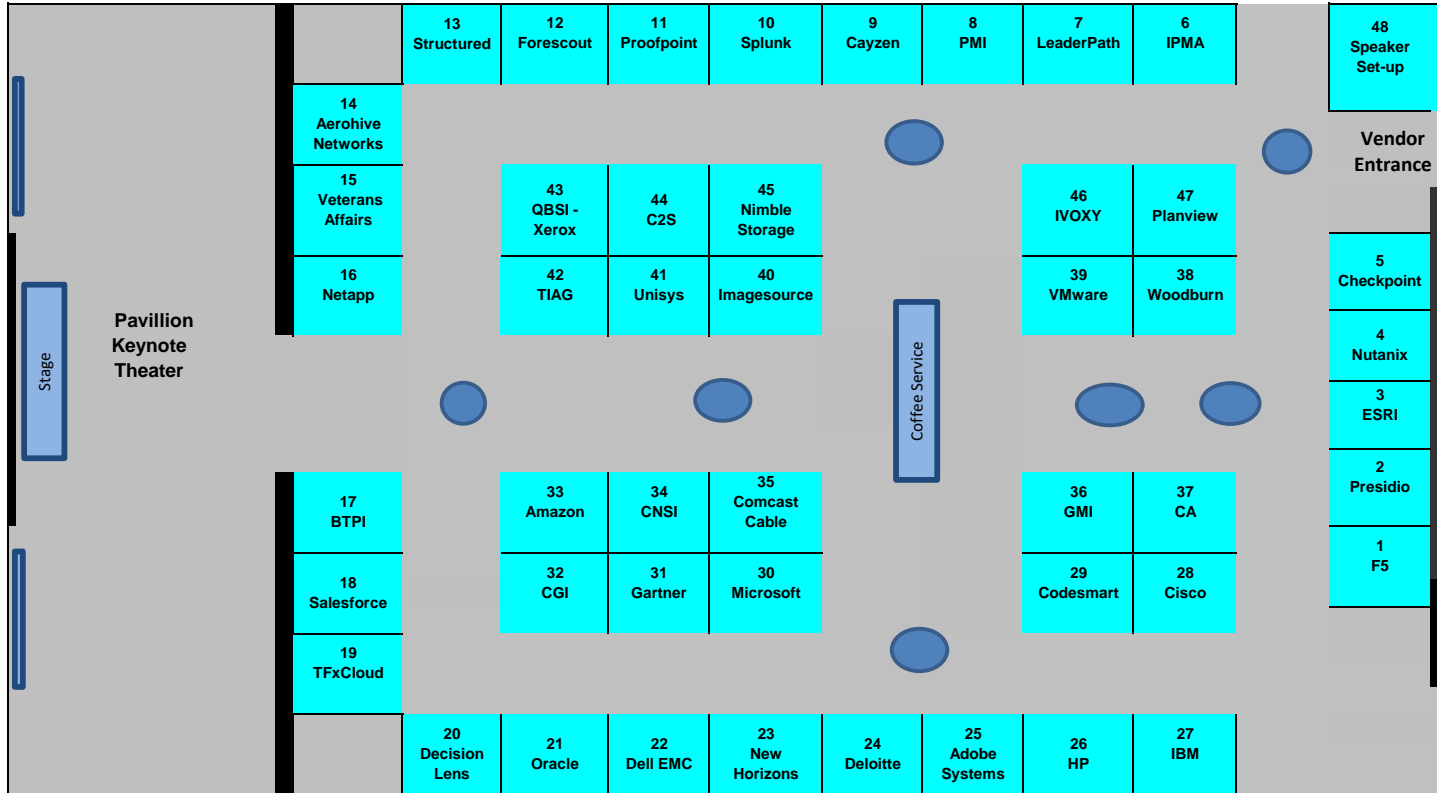 13
Structured
12
Forescout
11
Proofpoint
10
Splunk
9
Cayzen
8
PMI
7
LeaderPath
6
IPMA
48
Speaker
Set-up
14
Aerohive
Networks
Vendor
Entrance
15
Veterans
Affairs
43
QBSI -
Xerox
44
C2S
45
Nimble
Storage
46
IVOXY
47
Planview
16
Netapp
42
TIAG
41
Unisys
40
Imagesource
39
VMware
38
Woodburn
5
Checkpoint
4
Nutanix
3
ESRI
2
Presidio
1
F5
Pavillion
Keynote
Theater
Stage
Coffee Service
17
BTPI
33
Amazon
34
CNSI
35
Comcast
Cable
36
GMI
37
CA
18
Salesforce
32
CGI
31
Gartner
30
Microsoft
29
Codesmart
28
Cisco
19
TFxCloud
20
Decision
Lens
21
Oracle
22
Dell EMC
23
New
Horizons
24
Deloitte
25
Adobe
Systems
26
HP
27
IBM